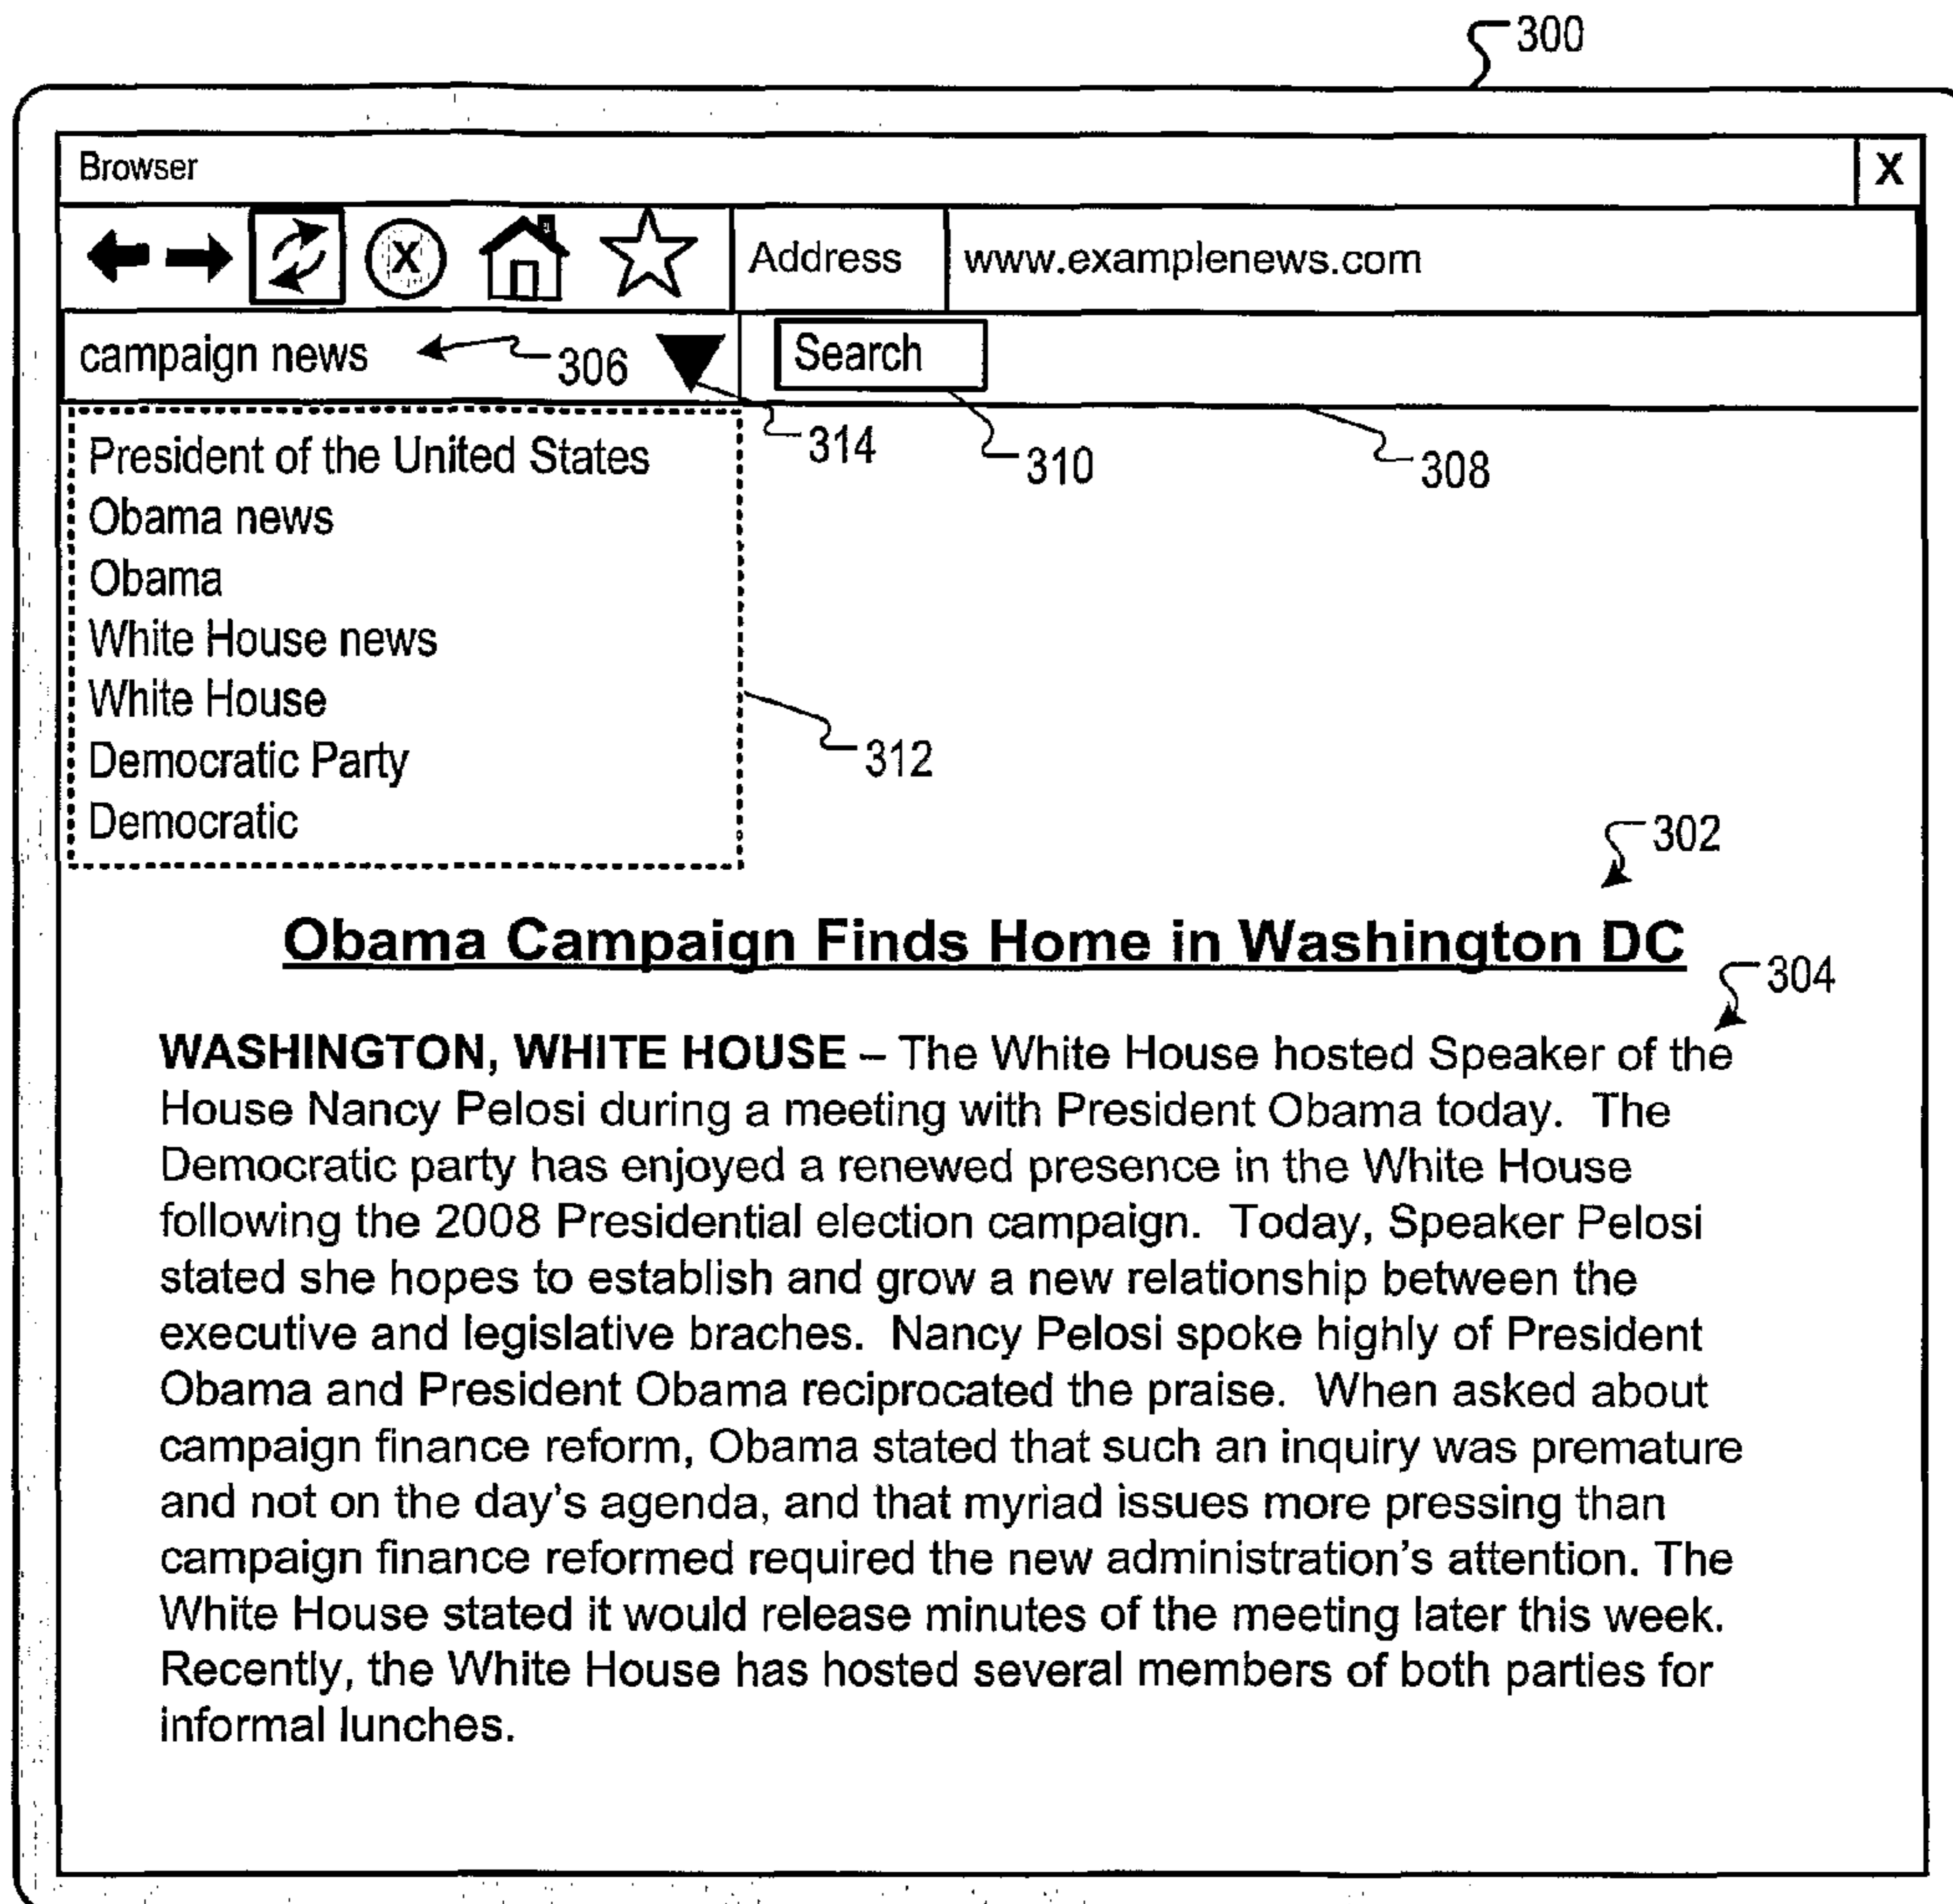 300
Browser X
X Address www.examplenews.com
campaign news 306 Search
314 310 308
President of the United States
Obama news
Obama
White House news
White House
312
Democratic Party
Democratic
302
Obama Campaign Finds Home in Washington DC
304
WASHINGTON, WHITE HOUSE – The White House hosted Speaker of the
House Nancy Pelosi during a meeting with President Obama today. The
Democratic party has enjoyed a renewed presence in the White House
following the 2008 Presidential election campaign. Today, Speaker Pelosi
stated she hopes to establish and grow a new relationship between the
executive and legislative braches. Nancy Pelosi spoke highly of President
Obama and President Obama reciprocated the praise. When asked about
campaign finance reform, Obama stated that such an inquiry was premature
and not on the day's agenda, and that myriad issues more pressing than
campaign finance reformed required the new administration's attention. The
White House stated it would release minutes of the meeting later this week.
Recently, the White House has hosted several members of both parties for
informal lunches.